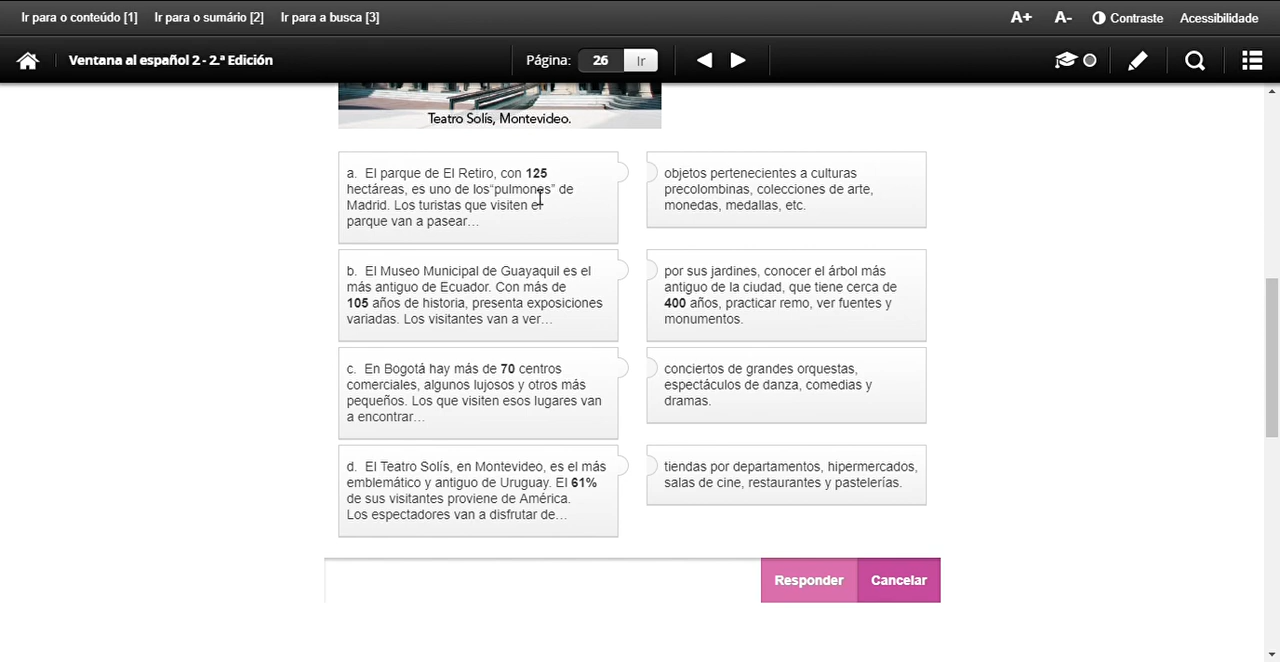 Ir para o conteúdo [1] Ir para o sumário [2] Ir para a busca [3] A+ A- Contraste Acessibilidade
Ventana al español 2 - 2.ª Edición Página: 26 Ir
Teatro Solís, Montevideo.
a. El parque de El Retiro, con 125
hectáreas, es uno de los“pulmones” de
Madrid. Los turistas que visiten el
parque van a pasear…
objetos pertenecientes a culturas
precolombinas, colecciones de arte,
monedas, medallas, etc.
b. El Museo Municipal de Guayaquil es el
más antiguo de Ecuador. Con más de
105 años de historia, presenta exposiciones
variadas. Los visitantes van a ver…
por sus jardines, conocer el árbol más
antiguo de la ciudad, que tiene cerca de
400 años, practicar remo, ver fuentes y
monumentos.
c. En Bogotá hay más de 70 centros
comerciales, algunos lujosos y otros más
pequeños. Los que visiten esos lugares van
a encontrar…
conciertos de grandes orquestas,
espectáculos de danza, comedias y
dramas.
d. El Teatro Solís, en Montevideo, es el más
emblemático y antiguo de Uruguay. El 61%
de sus visitantes proviene de América.
Los espectadores van a disfrutar de…
tiendas por departamentos, hipermercados,
salas de cine, restaurantes y pastelerías.
Responder Cancelar